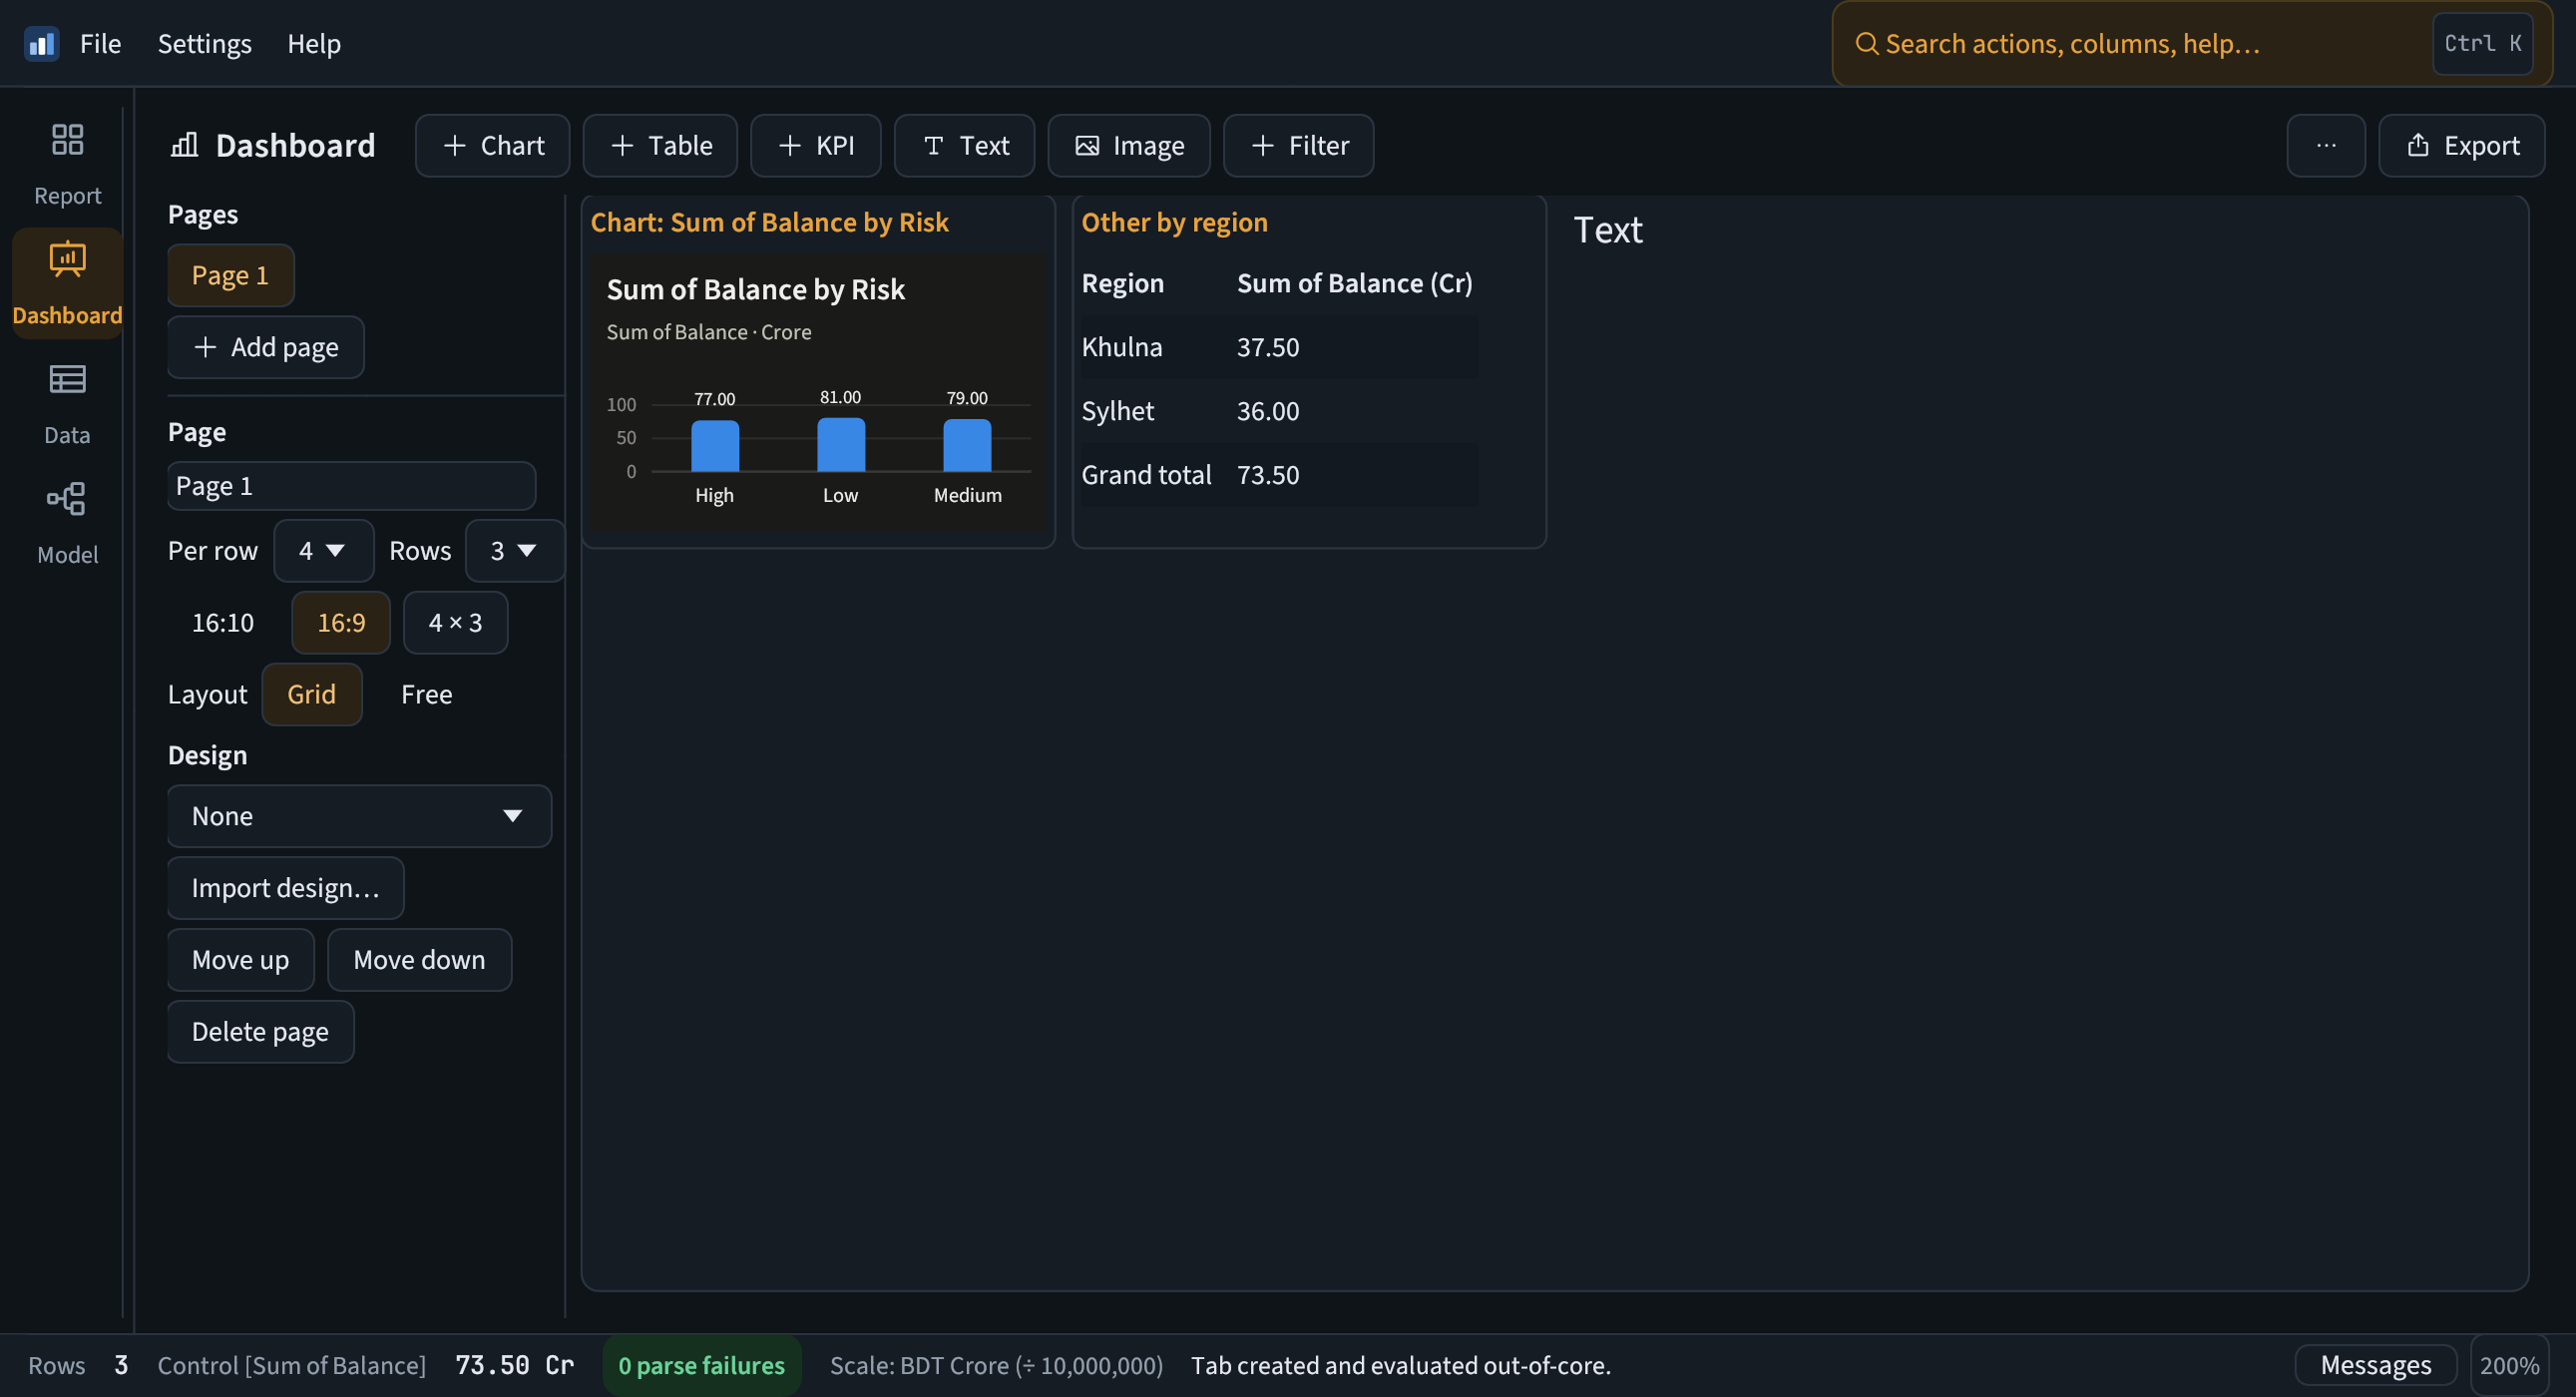 File Settings Help
Search actions, columns, help… Ctrl K
Report
Dashboard
Data
Model
Dashboard
Chart
Table
KPI
Text
Image
Filter
...
Export
Pages
Page 1
Add page
Page
Page 1
Per row 4 Rows 3
16:10 16:9 4 × 3
Layout Grid Free
Design
None
Import design…
Move up Move down
Delete page
Chart: Sum of Balance by Risk
Sum of Balance by Risk
Sum of Balance · Crore
100
50
0
77.00 81.00 79.00
High Low Medium
Other by region
Region Sum of Balance (Cr)
Khulna 37.50
Sylhet 36.00
Grand total 73.50
Text
Rows 3 Control [Sum of Balance] 73.50 Cr 0 parse failures Scale: BDT Crore (÷ 10,000,000) Tab created and evaluated out-of-core. Messages 200%